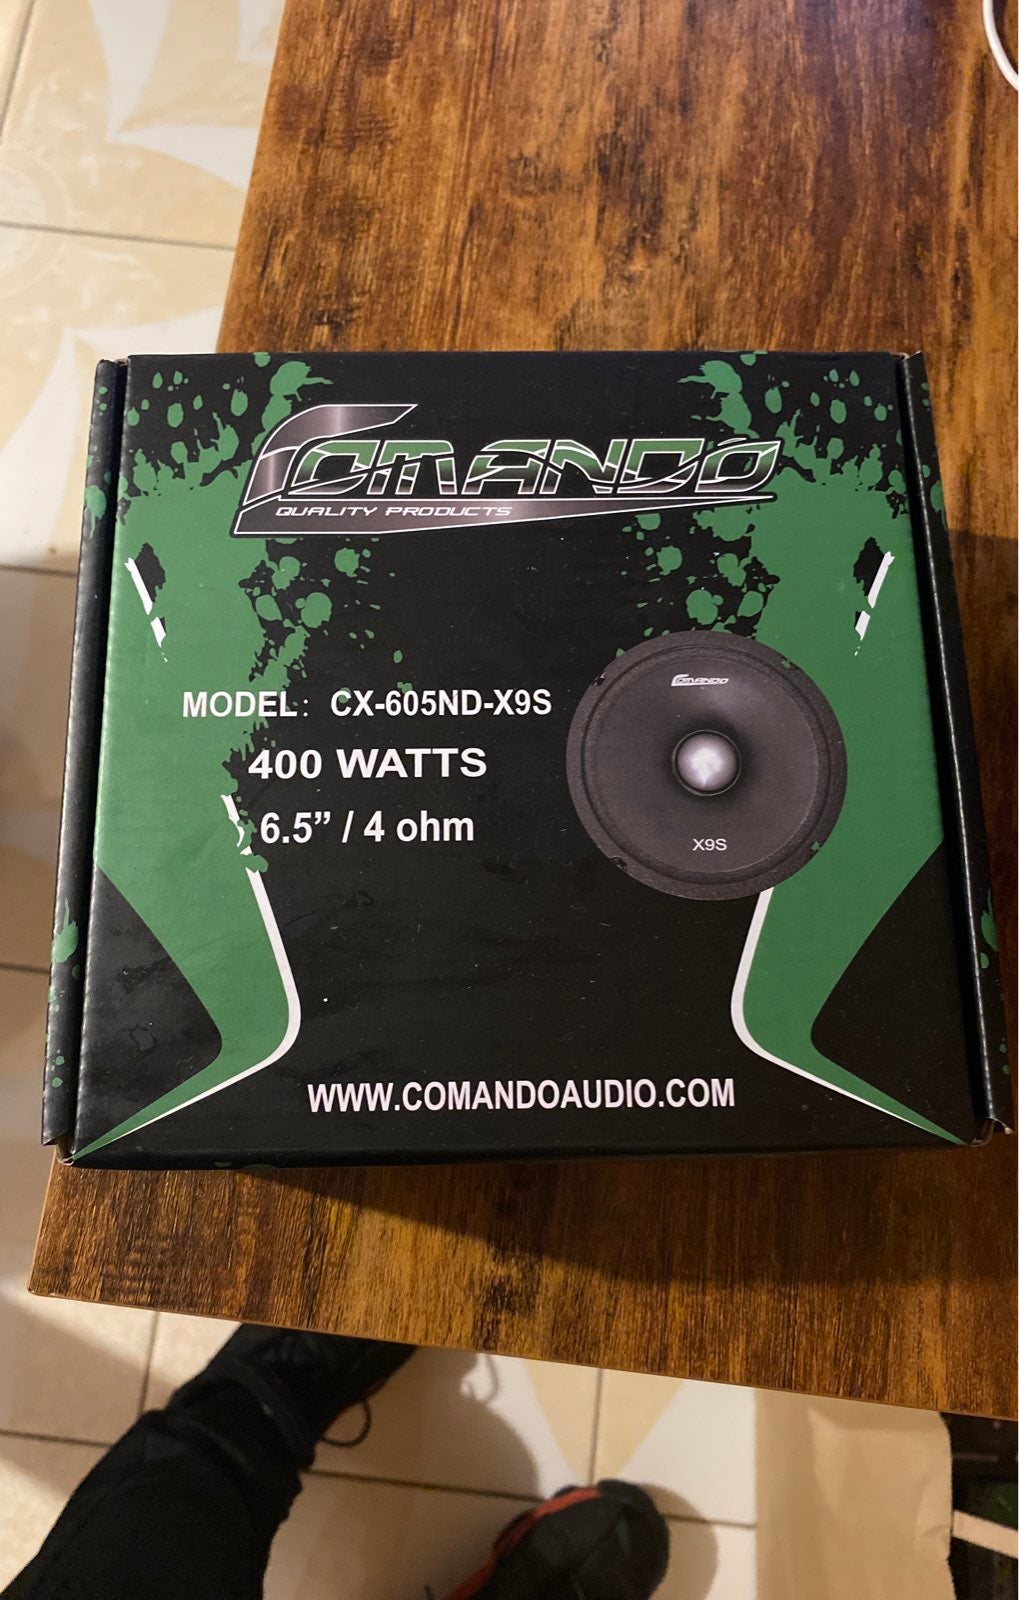 COMANDO
QUALITY PRODUCTS
COMANDO
MODEL: CX-605ND-X9S
400 WATTS
6.5” / 4 ohm
X9S
WWW.COMANDOAUDIO.COM